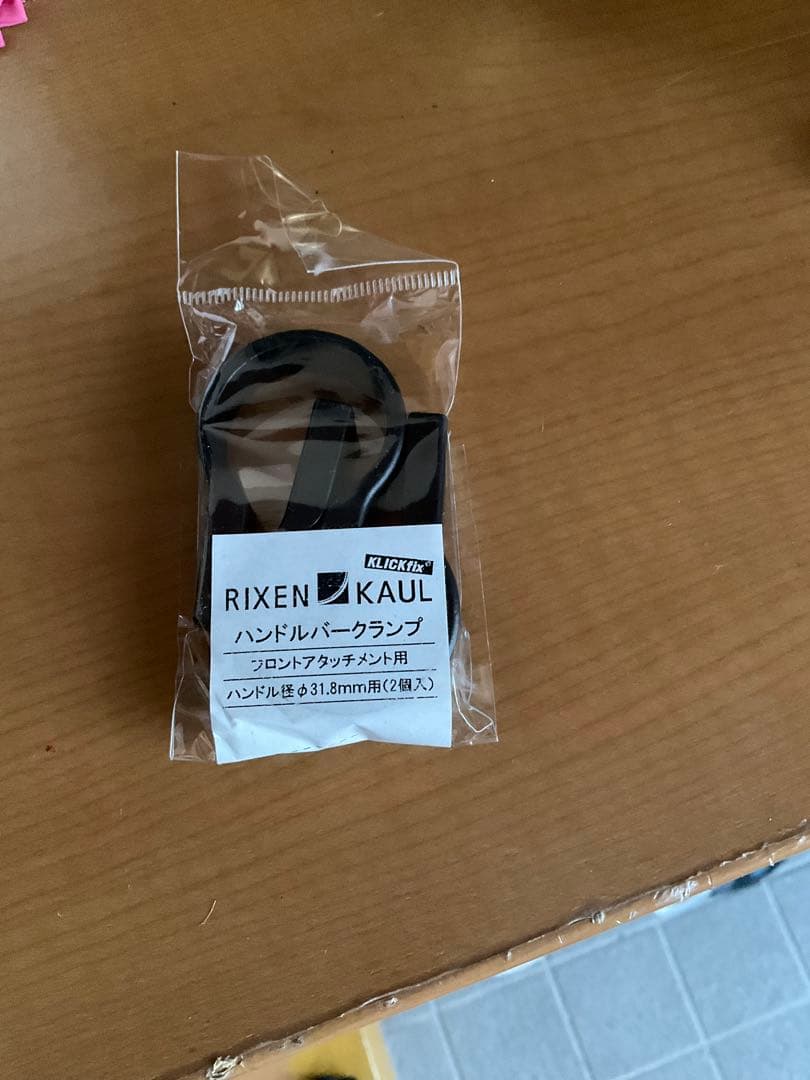 KLICKfix®
RIXEN KAUL
ハンドルバークランプ
フロントアタッチメント用
ハンドル径φ31.8mm用(2個入)